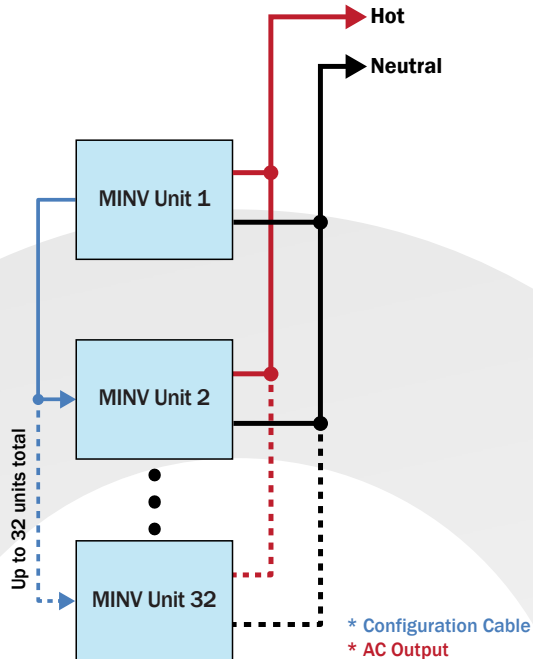 Hot
Neutral
MINV Unit 1
MINV Unit 2
Up to 32 units total
MINV Unit 32
* Configuration Cable
* AC Output